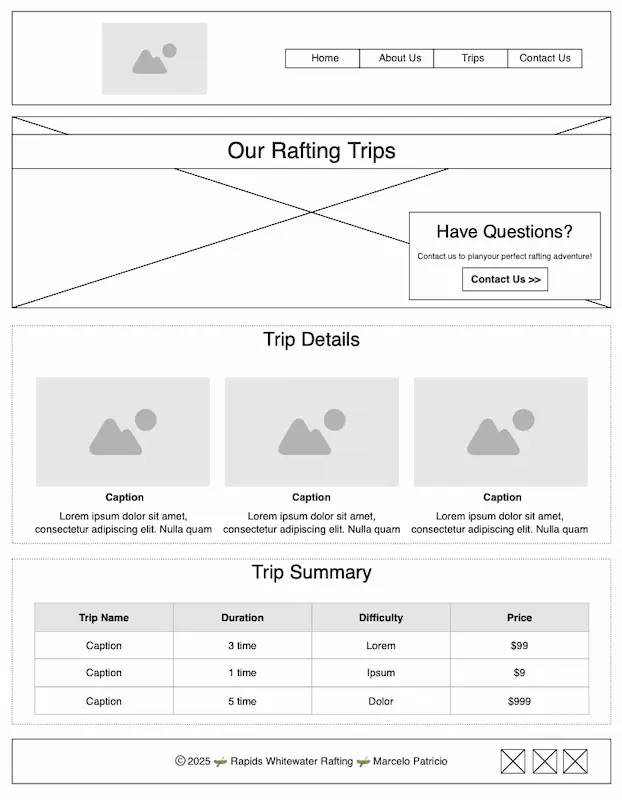 Home About Us Trips Contact Us
Our Rafting Trips
Have Questions?
Contact us to planyour perfect rafting adventure!
Contact Us >>
Trip Details
Caption
Lorem ipsum dolor sit amet,
consectetur adipiscing elit. Nulla quam
Caption
Lorem ipsum dolor sit amet,
consectetur adipiscing elit. Nulla quam
Caption
Lorem ipsum dolor sit amet,
consectetur adipiscing elit. Nulla quam
Trip Summary
Trip Name Duration Difficulty Price
Caption 3 time Lorem $99
Caption 1 time Ipsum $9
Caption 5 time Dolor $999
© 2025 🛶 Rapids Whitewater Rafting 🛶 Marcelo Patricio